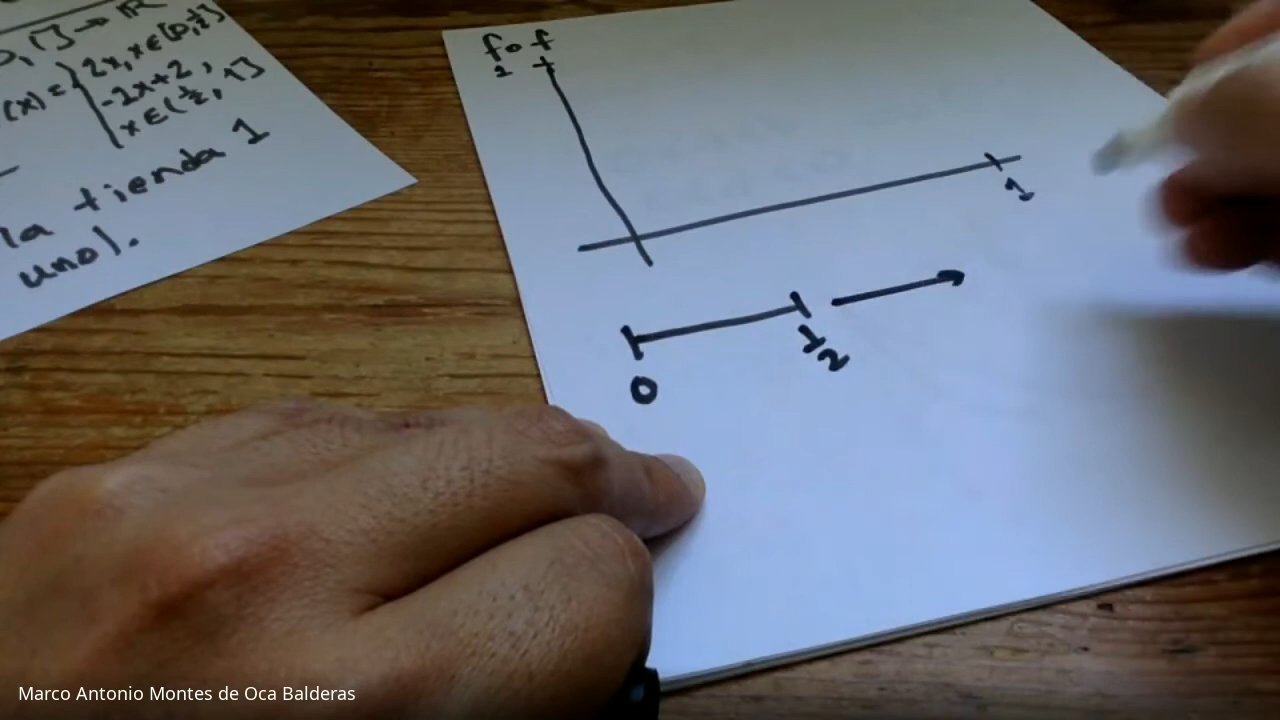 ,1] → ℝ
(x) = { 2x, x ∈ [0, ½]
-2x+2,
x ∈ (½, 1]
la tienda 1
uno).
f∘f
1
1
0
1/2
Marco Antonio Montes de Oca Balderas